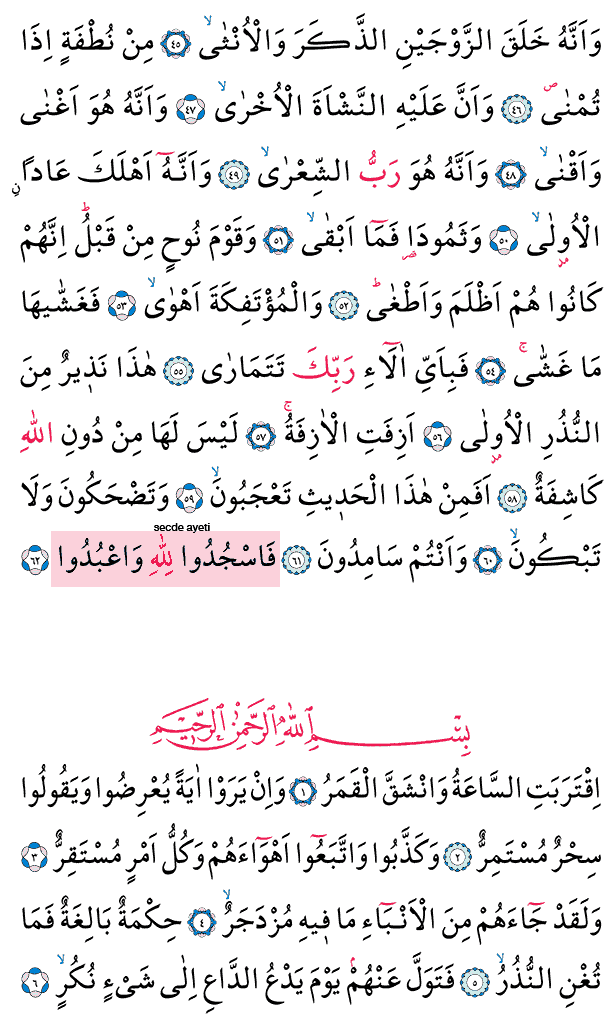 وَاَنَّهُ خَلَقَ الزَّوْجَيْنِ الذَّكَرَ وَالْاُنْثٰىۙ ﴿٤٥﴾ مِنْ نُطْفَةٍ اِذَا
تُمْنٰىۖ ﴿٤٦﴾ وَاَنَّ عَلَيْهِ النَّشْاَةَ الْاُخْرٰىۙ ﴿٤٧﴾ وَاَنَّهُ هُوَ اَغْنٰى
وَاَقْنٰىۙ ﴿٤٨﴾ وَاَنَّهُ هُوَ رَبُّ الشِّعْرٰىۙ ﴿٤٩﴾ وَاَنَّهُٓ اَهْلَكَ عَاداًۨ
الْاُو۫لٰىۙ ﴿٥٠﴾ وَثَمُودَا۬ فَمَٓا اَبْقٰىۙ ﴿٥١﴾ وَقَوْمَ نُوحٍ مِنْ قَبْلُۜ اِنَّهُمْ
كَانُوا هُمْ اَظْلَمَ وَاَطْغٰىۜ ﴿٥٢﴾ وَالْمُؤْتَفِكَةَ اَهْوٰىۙ ﴿٥٣﴾ فَغَشّٰيهَا
مَا غَشّٰىۚ ﴿٥٤﴾ فَبِاَيِّ اٰلَٓاءِ رَبِّكَ تَتَمَارٰى ﴿٥٥﴾ هٰذَا نَذ۪يرٌ مِنَ
النُّذُرِ الْاُو۫لٰى ﴿٥٦﴾ اَزِفَتِ الْاٰزِفَةُۚ ﴿٥٧﴾ لَيْسَ لَهَا مِنْ دُونِ اللّٰهِ
كَاشِفَةٌ ﴿٥٨﴾ اَفَمِنْ هٰذَا الْحَد۪يثِ تَعْجَبُونَۙ ﴿٥٩﴾ وَتَضْحَكُونَ وَلَا
secde ayeti
تَبْكُونَۙ ﴿٦٠﴾ وَاَنْتُمْ سَامِدُونَ ﴿٦١﴾ فَاسْجُدُوا لِلّٰهِ وَاعْبُدُوا ﴿٦٢﴾
بِسْمِ اللّٰهِ الرَّحْمٰنِ الرَّح۪يمِ
اِقْتَرَبَتِ السَّاعَةُ وَانْشَقَّ الْقَمَرُ ﴿١﴾ وَاِنْ يَرَوْا اٰيَةً يُعْرِضُوا وَيَقُولُوا
سِحْرٌ مُسْتَمِرٌّ ﴿٢﴾ وَكَذَّبُوا وَاتَّبَعُٓوا اَهْوَٓاءَهُمْ وَكُلُّ اَمْرٍ مُسْتَقِرٌّ ﴿٣﴾
وَلَقَدْ جَٓاءَهُمْ مِنَ الْاَنْبَٓاءِ مَا ف۪يهِ مُزْدَجَرٌۙ ﴿٤﴾ حِكْمَةٌ بَالِغَةٌ فَمَا
تُغْنِ النُّذُرُۙ ﴿٥﴾ فَتَوَلَّ عَنْهُمْۢ يَوْمَ يَدْعُ الدَّاعِ اِلٰى شَيْءٍ نُكُرٍۙ ﴿٦﴾